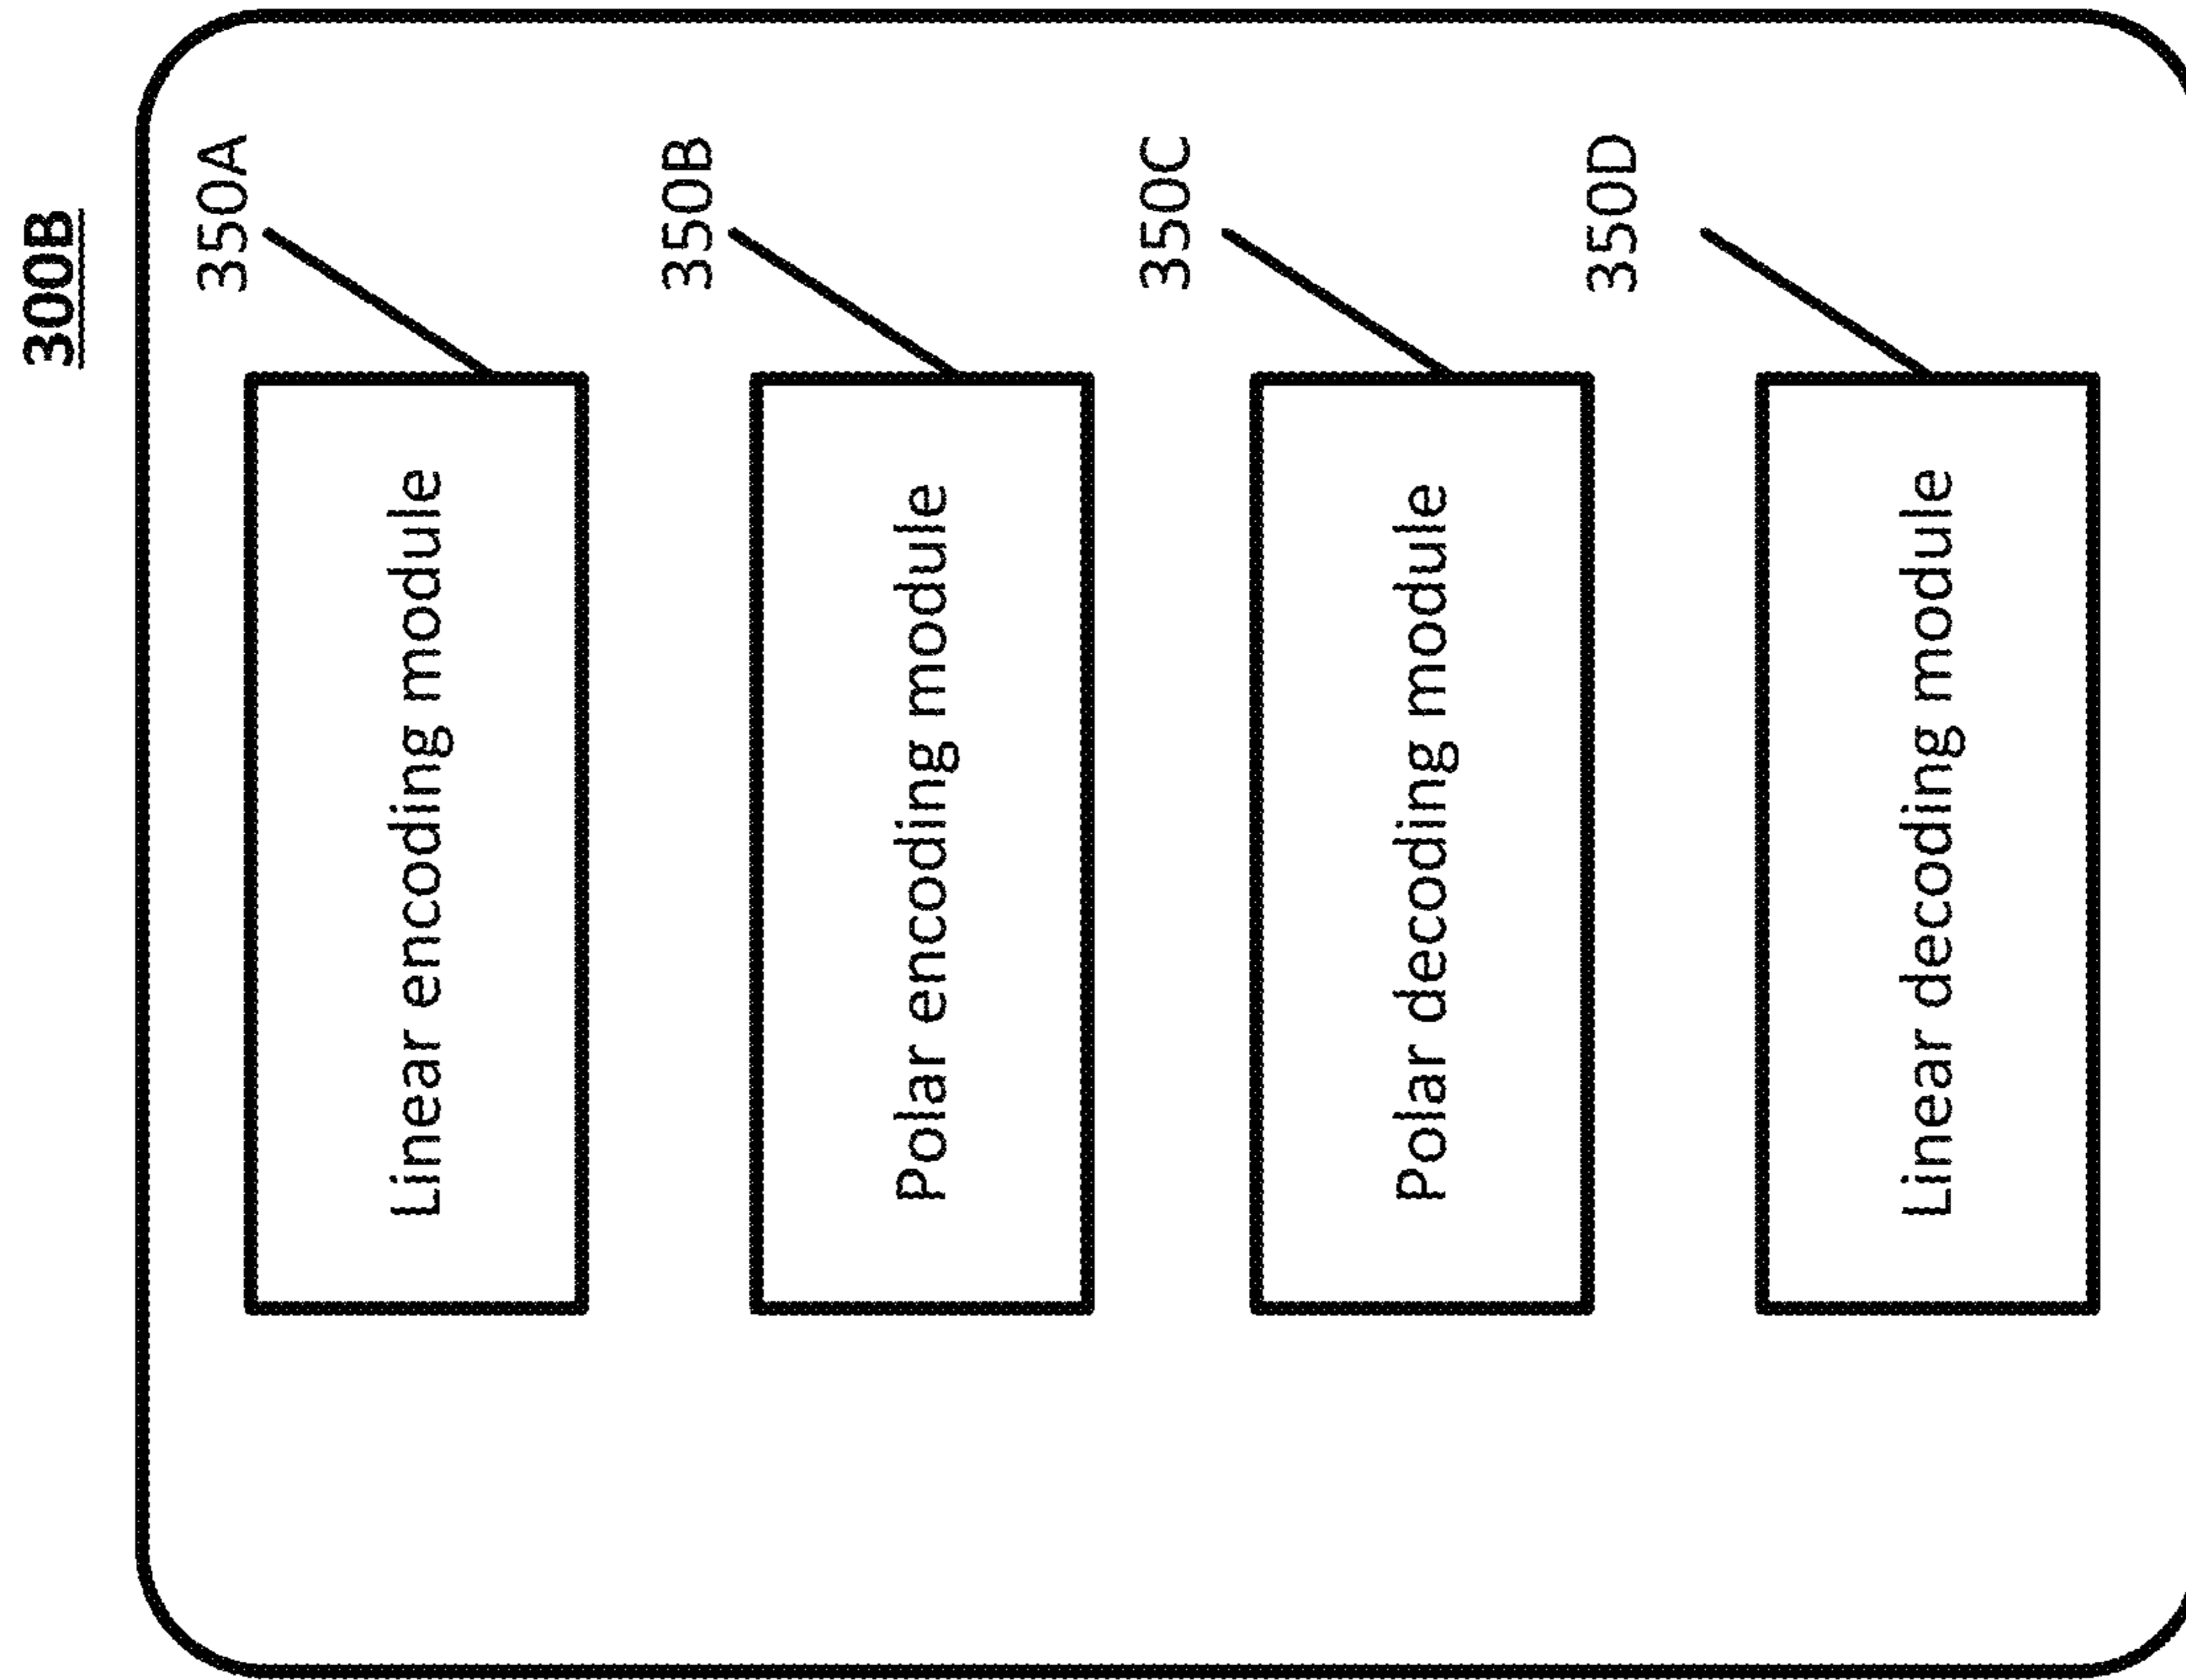 300B
350A
Linear encoding module
350B
Polar encoding module
350C
Polar decoding module
350D
Linear decoding module